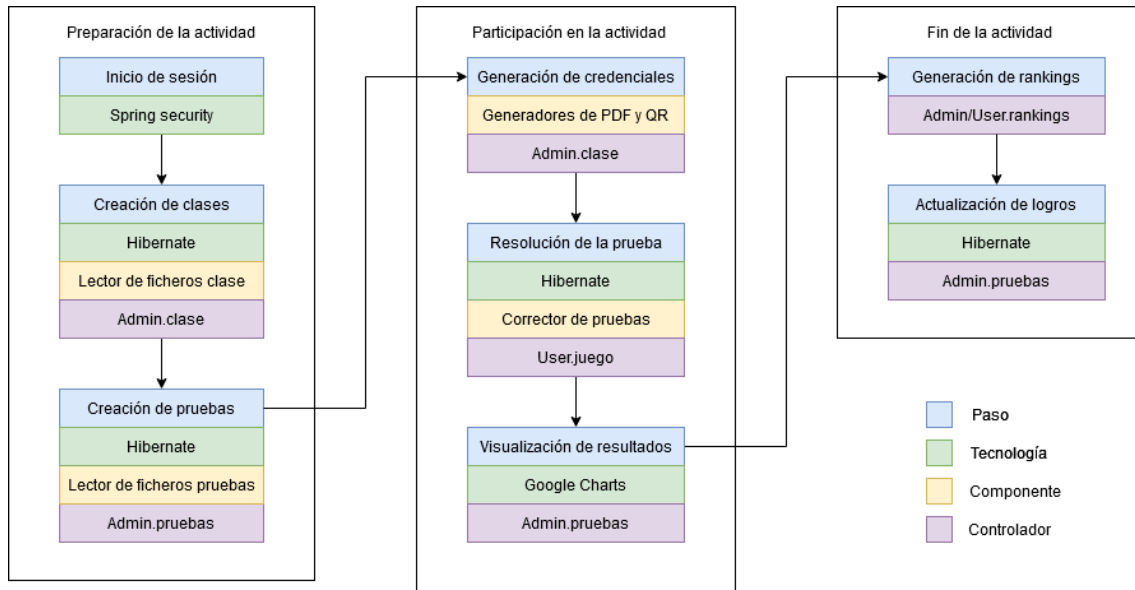 Preparación de la actividad
Inicio de sesión
Spring security
Creación de clases
Hibernate
Lector de ficheros clase
Admin.clase
Creación de pruebas
Hibernate
Lector de ficheros pruebas
Admin.pruebas
Participación en la actividad
Generación de credenciales
Generadores de PDF y QR
Admin.clase
Resolución de la prueba
Hibernate
Corrector de pruebas
User.juego
Visualización de resultados
Google Charts
Admin.pruebas
Fin de la actividad
Generación de rankings
Admin/User.rankings
Actualización de logros
Hibernate
Admin.pruebas
Paso
Tecnología
Componente
Controlador